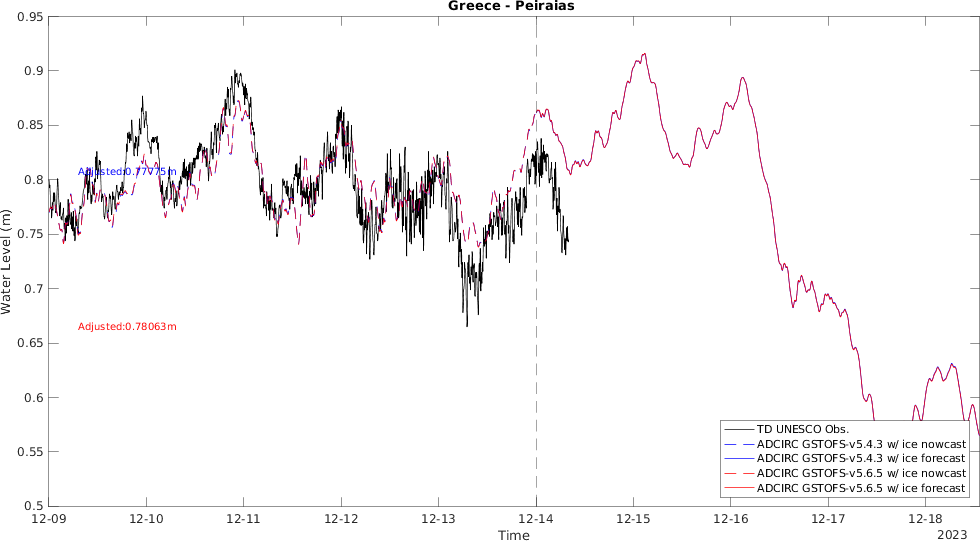 Greece - Peiraias
0.95
0.9
0.85
0.8
0.75
0.7
0.65
0.6
0.55
0.5
Water Level (m)
Adjusted:0.77775m
Adjusted:0.78063m
TD UNESCO Obs.
ADCIRC GSTOFS-v5.4.3 w/ ice nowcast
ADCIRC GSTOFS-v5.4.3 w/ ice forecast
ADCIRC GSTOFS-v5.6.5 w/ ice nowcast
ADCIRC GSTOFS-v5.6.5 w/ ice forecast
12-09 12-10 12-11 12-12 12-13 12-14 12-15 12-16 12-17 12-18
Time
2023